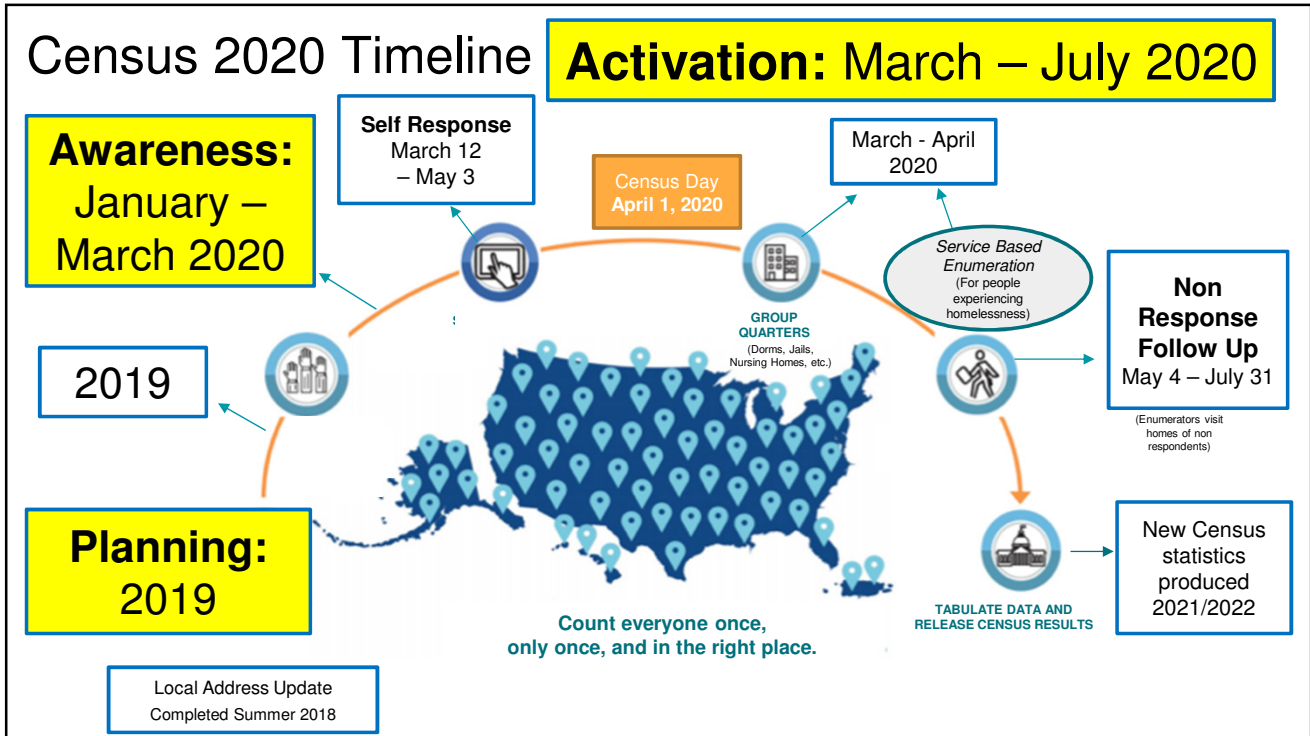 Census 2020 Timeline
Activation: March – July 2020
Awareness:
January –
March 2020
Self Response
March 12
– May 3
Census Day
April 1, 2020
March - April
2020
Service Based
Enumeration
(For people
experiencing
homelessness)
GROUP
QUARTERS
(Dorms, Jails,
Nursing Homes, etc.)
Non
Response
Follow Up
May 4 – July 31
(Enumerators visit
homes of non
respondents)
2019
Planning:
2019
New Census
statistics
produced
2021/2022
TABULATE DATA AND
RELEASE CENSUS RESULTS
Count everyone once,
only once, and in the right place.
Local Address Update
Completed Summer 2018